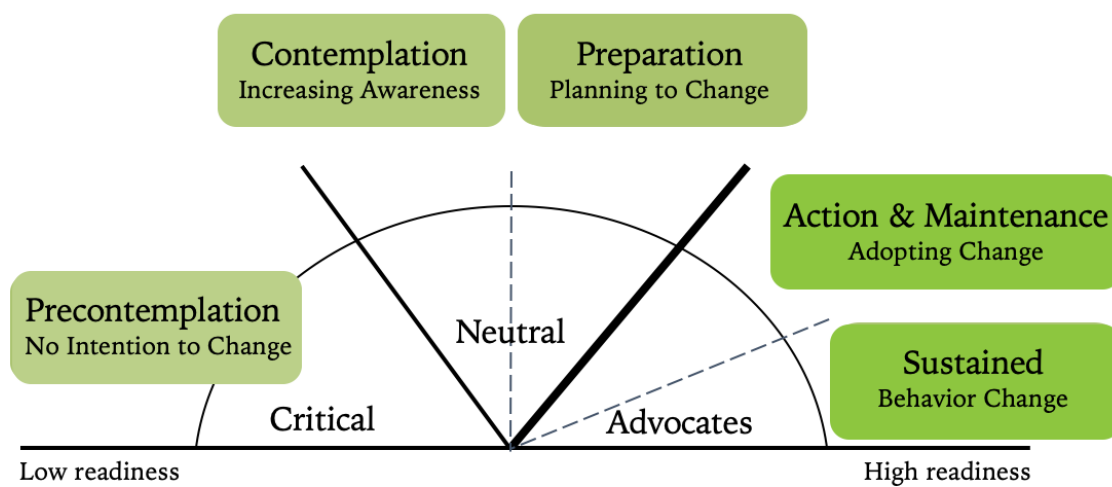 Contemplation
Increasing Awareness
Preparation
Planning to Change
Action & Maintenance
Adopting Change
Precontemplation
No Intention to Change
Neutral
Sustained
Behavior Change
Critical
Advocates
Low readiness
High readiness